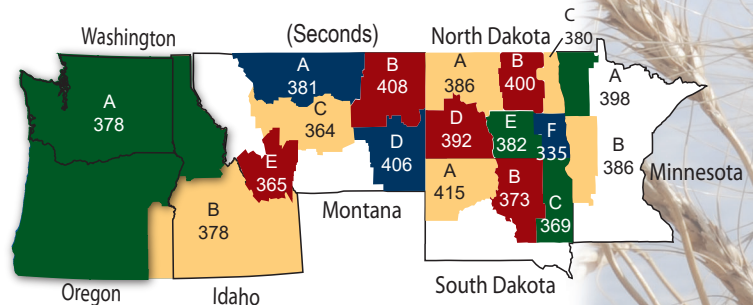 Washington
(Seconds)
North Dakota
C
380
A
378
A
381
B
408
A
386
B
400
A
398
C
364
D
392
E
382
F
335
D
406
B
386
E
365
A
415
B
373
Minnesota
B
378
C
369
Montana
Oregon
Idaho
South Dakota